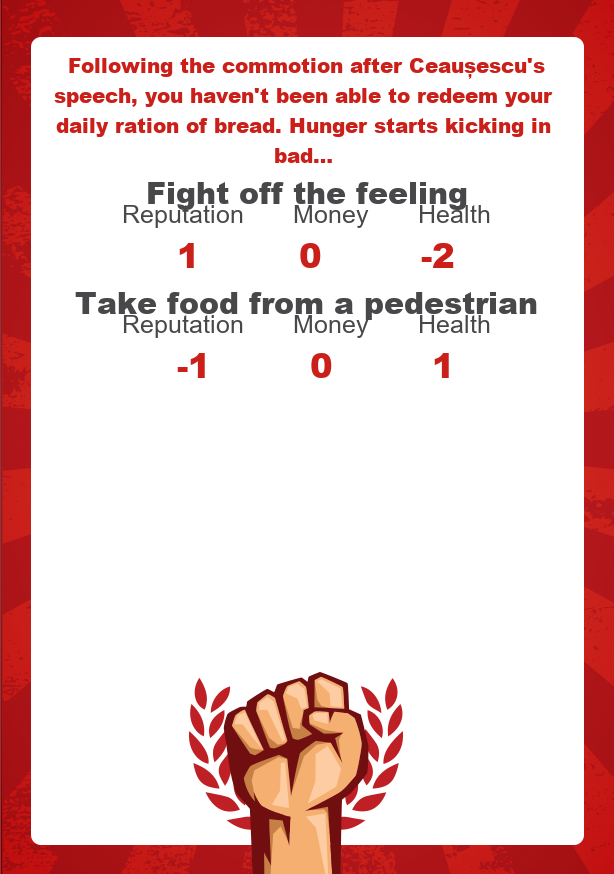 Following the commotion after Ceaușescu's
speech, you haven't been able to redeem your
daily ration of bread. Hunger starts kicking in
bad...
Fight off the feeling
Reputation Money Health
1 0 -2
Take food from a pedestrian
Reputation Money Health
-1 0 1